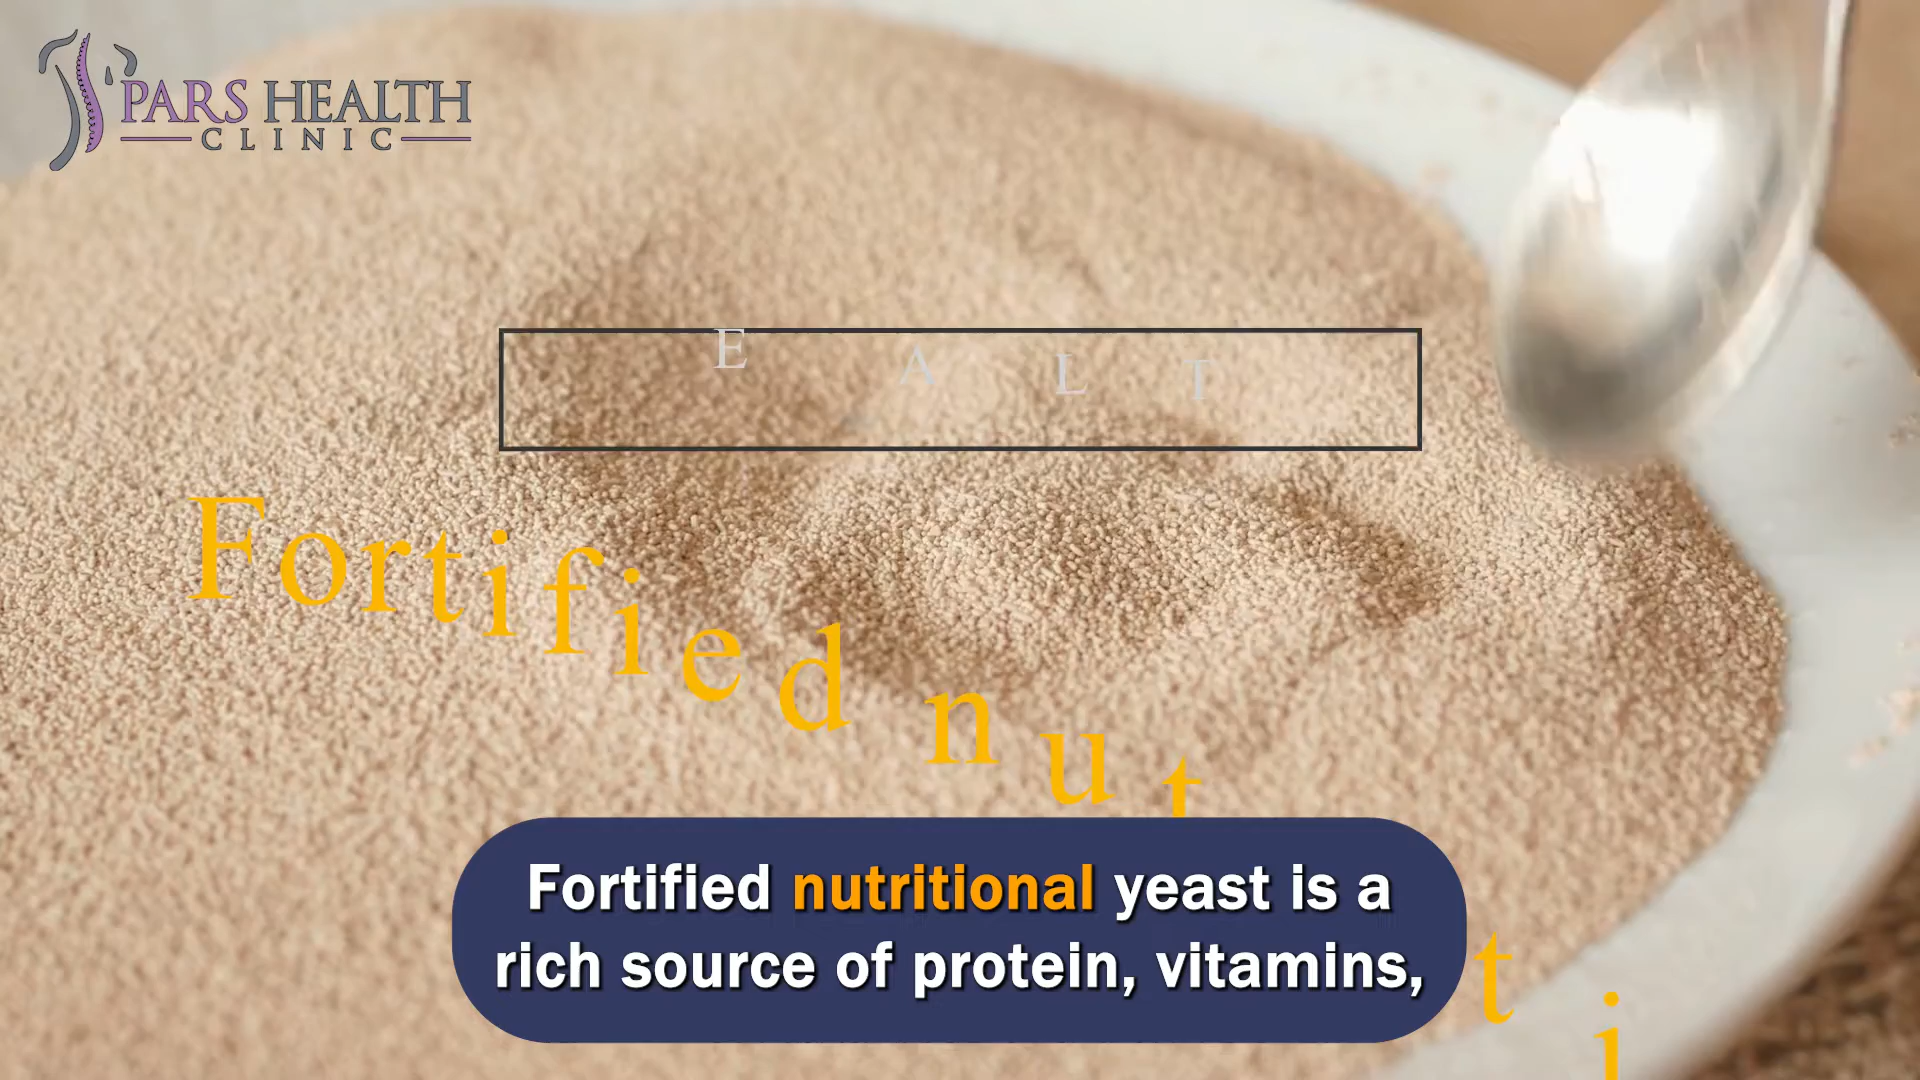 PARS HEALTH
CLINIC
E A L T
Fortified nut
t i
Fortified nutritional yeast is a
rich source of protein, vitamins,